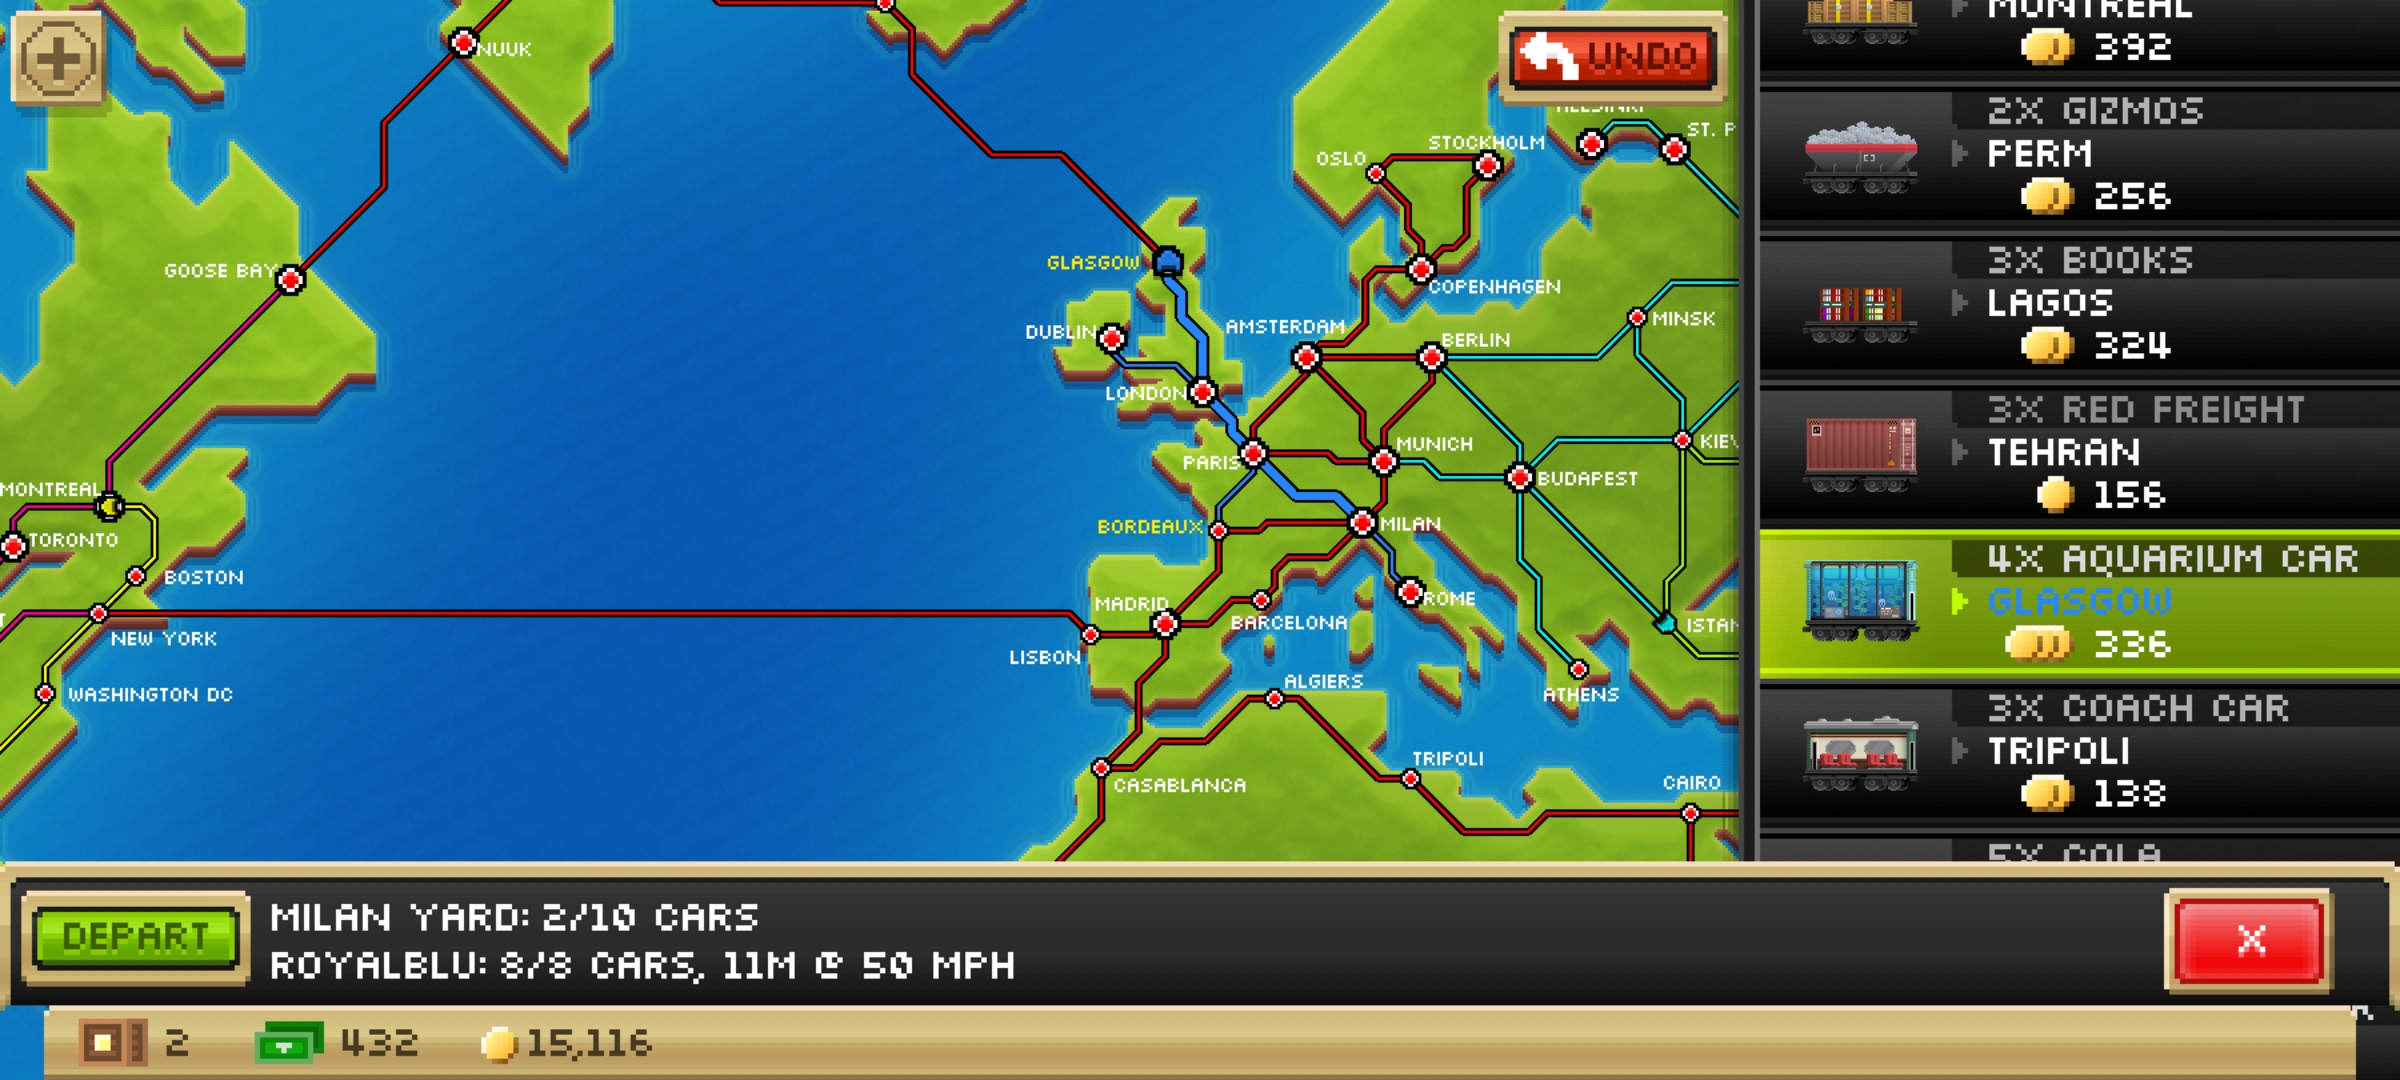 NUUK
GOOSE BAY
MONTREAL
TORONTO
BOSTON
NEW YORK
WASHINGTON DC
GLASGOW
DUBLIN
LONDON
PARIS
BORDEAUX
MADRID
LISBON
BARCELONA
CASABLANCA
ALGIERS
TRIPOLI
CAIRO
AMSTERDAM
BERLIN
MUNICH
MILAN
ROME
BUDAPEST
ATHENS
OSLO
STOCKHOLM
COPENHAGEN
HELSINKI
ST. P
MINSK
KIEV
ISTAN
UNDO
MONTREAL
392
2X GIZMOS
PERM
256
3X BOOKS
LAGOS
324
3X RED FREIGHT
TEHRAN
156
4X AQUARIUM CAR
GLASGOW
336
3X COACH CAR
TRIPOLI
138
5X COLA
DEPART
MILAN YARD: 2/10 CARS
ROYALBLU: 8/8 CARS, 11M @ 50 MPH
X
2
432
15,116